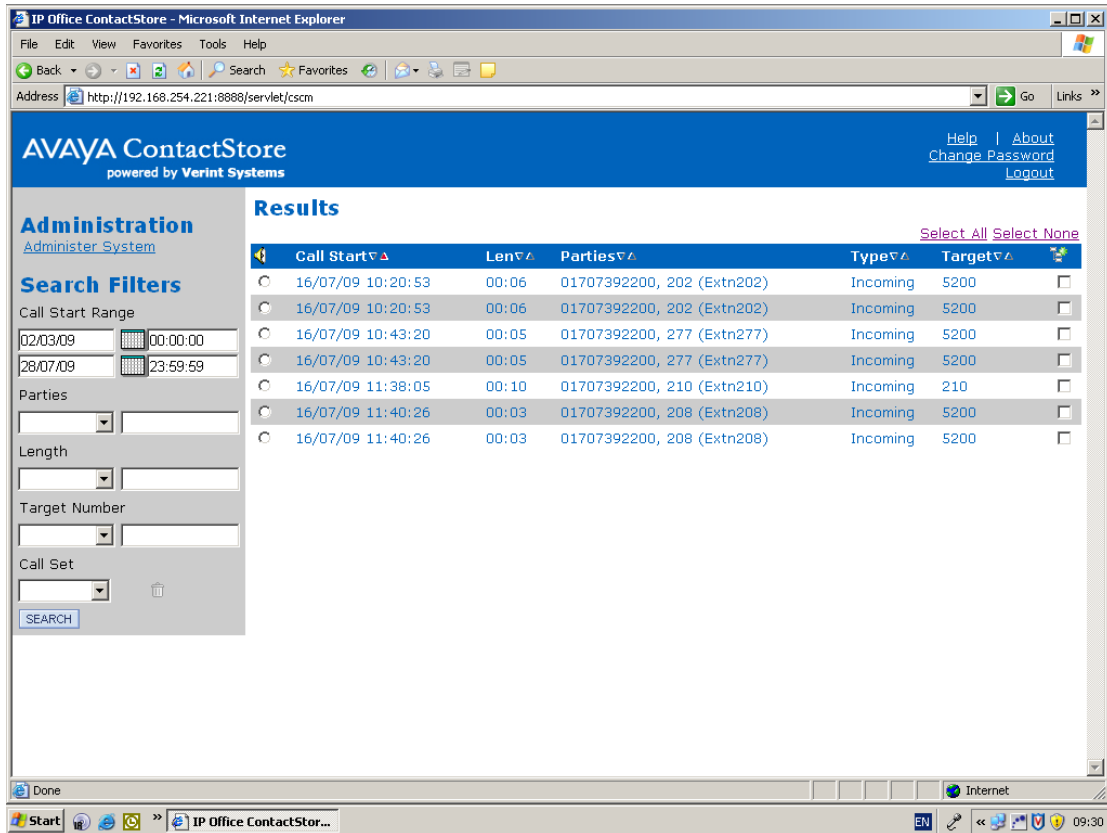 IP Office ContactStore - Microsoft Internet Explorer
File Edit View Favorites Tools Help
Back Search Favorites
Address http://192.168.254.221:8888/servlet/cscm Go Links »
AVAYA ContactStore
powered by Verint Systems
Help | About
Change Password
Logout
Administration
Administer System
Search Filters
Call Start Range
02/03/09 00:00:00
28/07/09 23:59:59
Parties
Length
Target Number
Call Set
SEARCH
Results
Select All Select None
Call Start Len Parties Type Target
16/07/09 10:20:53 00:06 01707392200, 202 (Extn202) Incoming 5200
16/07/09 10:20:53 00:06 01707392200, 202 (Extn202) Incoming 5200
16/07/09 10:43:20 00:05 01707392200, 277 (Extn277) Incoming 5200
16/07/09 10:43:20 00:05 01707392200, 277 (Extn277) Incoming 5200
16/07/09 11:38:05 00:10 01707392200, 210 (Extn210) Incoming 210
16/07/09 11:40:26 00:03 01707392200, 208 (Extn208) Incoming 5200
16/07/09 11:40:26 00:03 01707392200, 208 (Extn208) Incoming 5200
Done Internet
Start » IP Office ContactStor... EN « 09:30